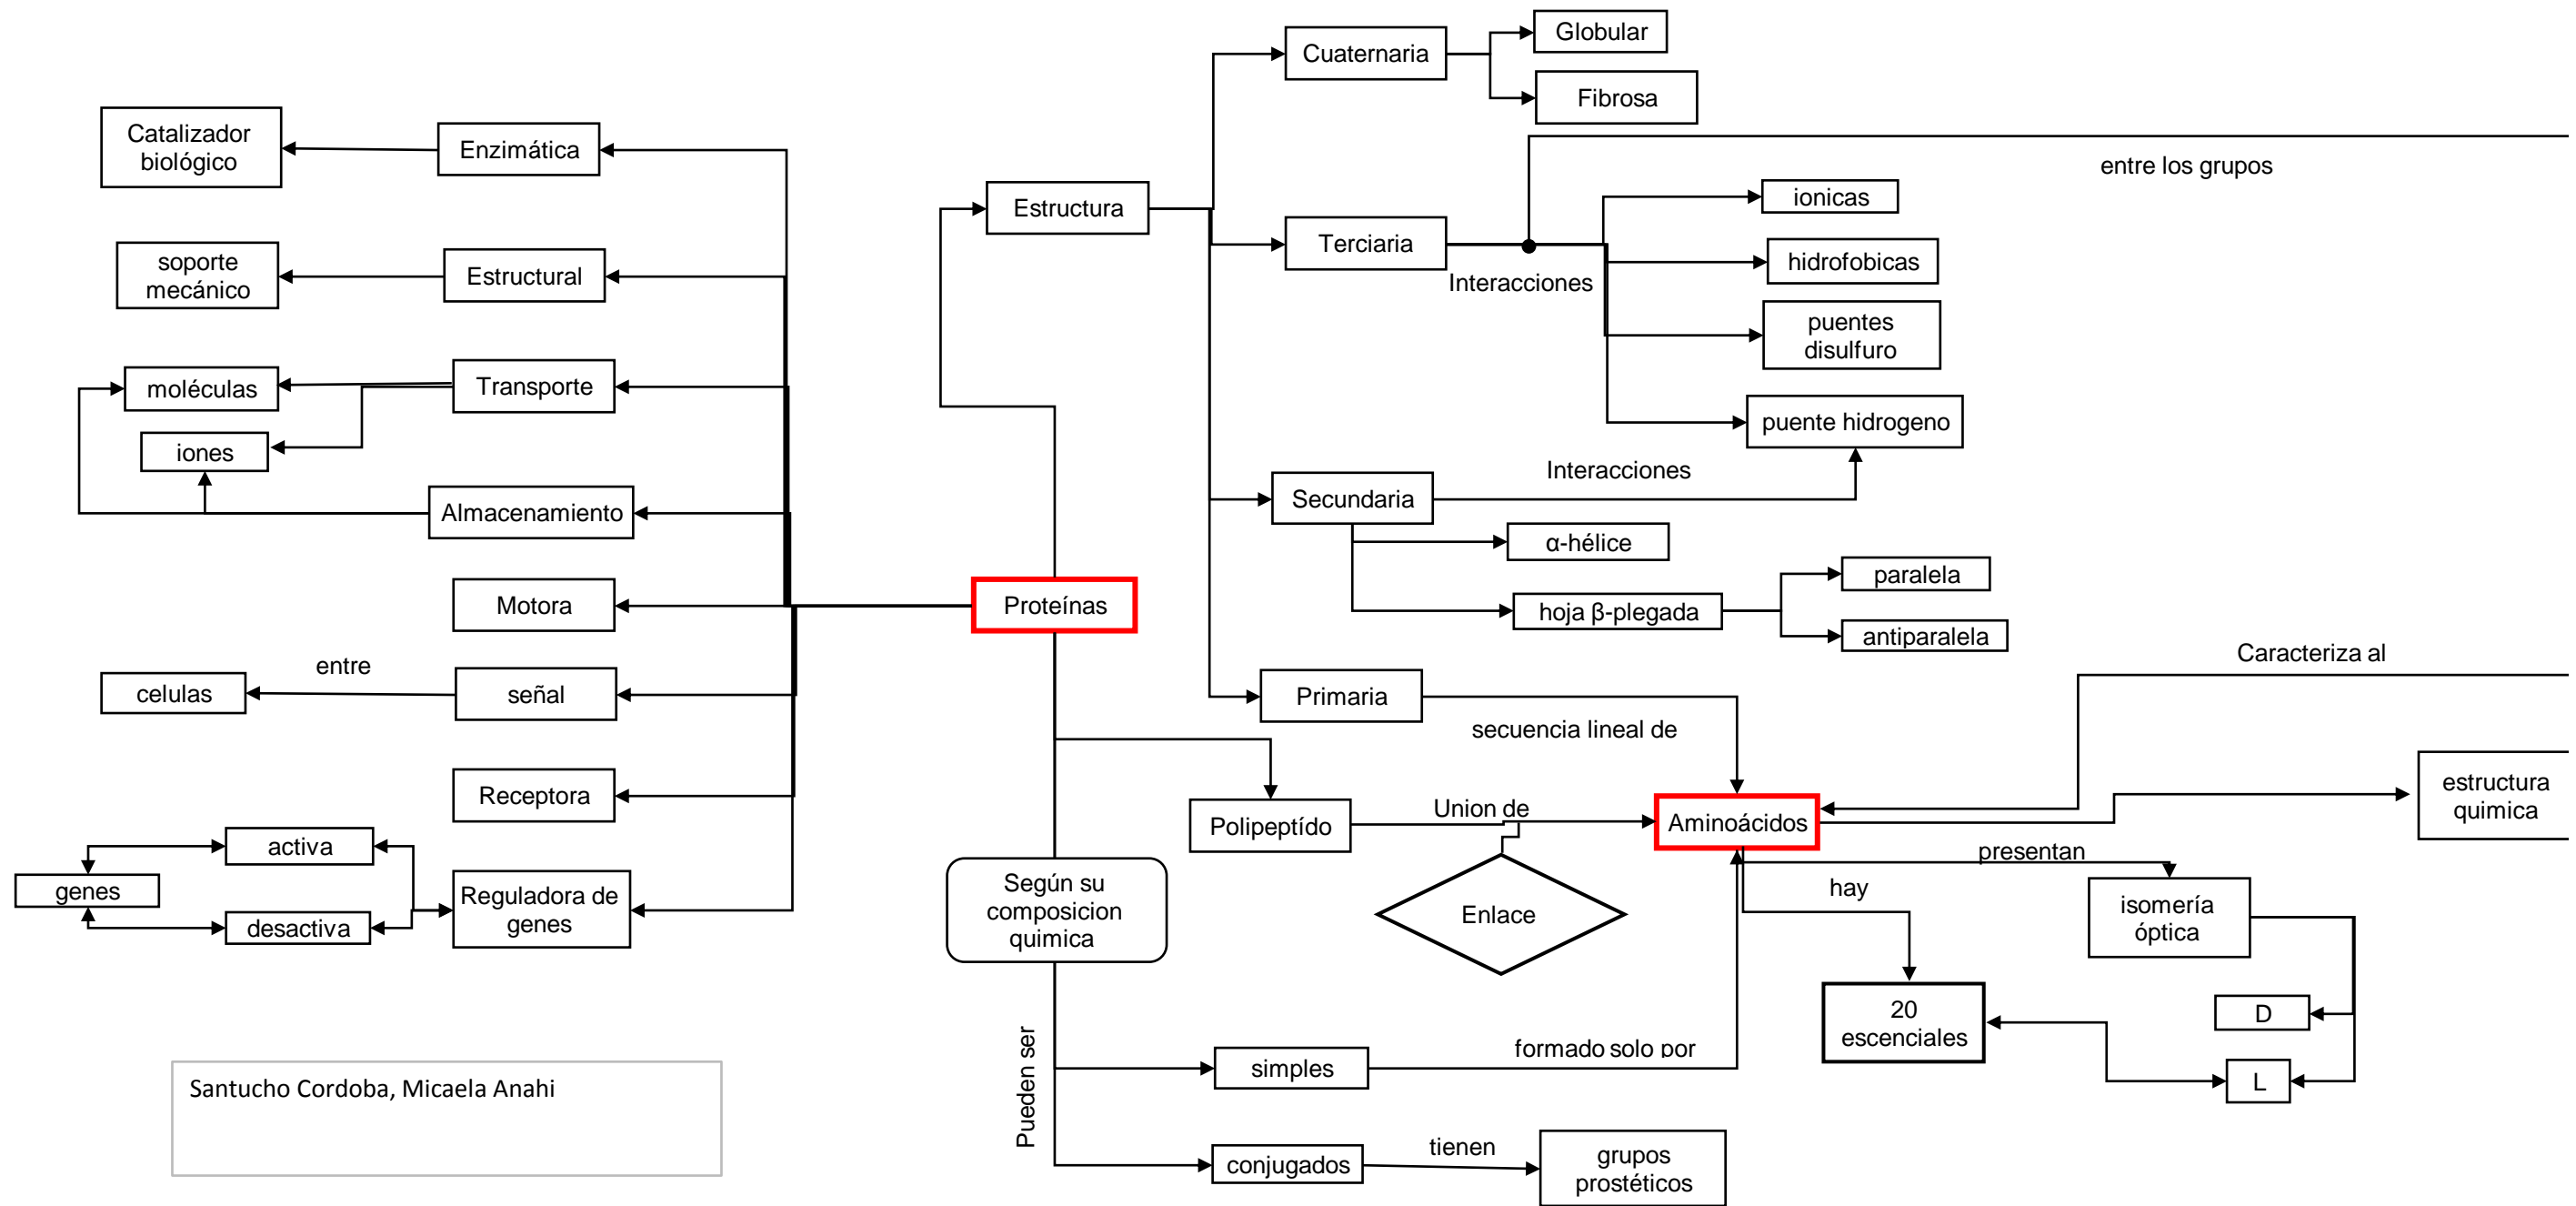 Cuaternaria
Globular
Fibrosa
Catalizador
biológico
Enzimática
entre los grupos
Estructura
ionicas
Terciaria
Interacciones
hidrofobicas
soporte
mecánico
Estructural
puentes
disulfuro
moléculas
Transporte
puente hidrogeno
iones
Interacciones
Secundaria
Almacenamiento
α-hélice
paralela
Motora
Proteínas
hoja β-plegada
antiparalela
Caracteriza al
entre
celulas
señal
Primaria
secuencia lineal de
estructura
quimica
Receptora
Polipeptído
Union de
Aminoácidos
activa
presentan
genes
Reguladora de
genes
desactiva
Según su
composicion
quimica
Enlace
hay
isomería
óptica
20
escenciales
D
L
Pueden ser
simples
formado solo por
Santucho Cordoba, Micaela Anahi
conjugados
tienen
grupos
prostéticos